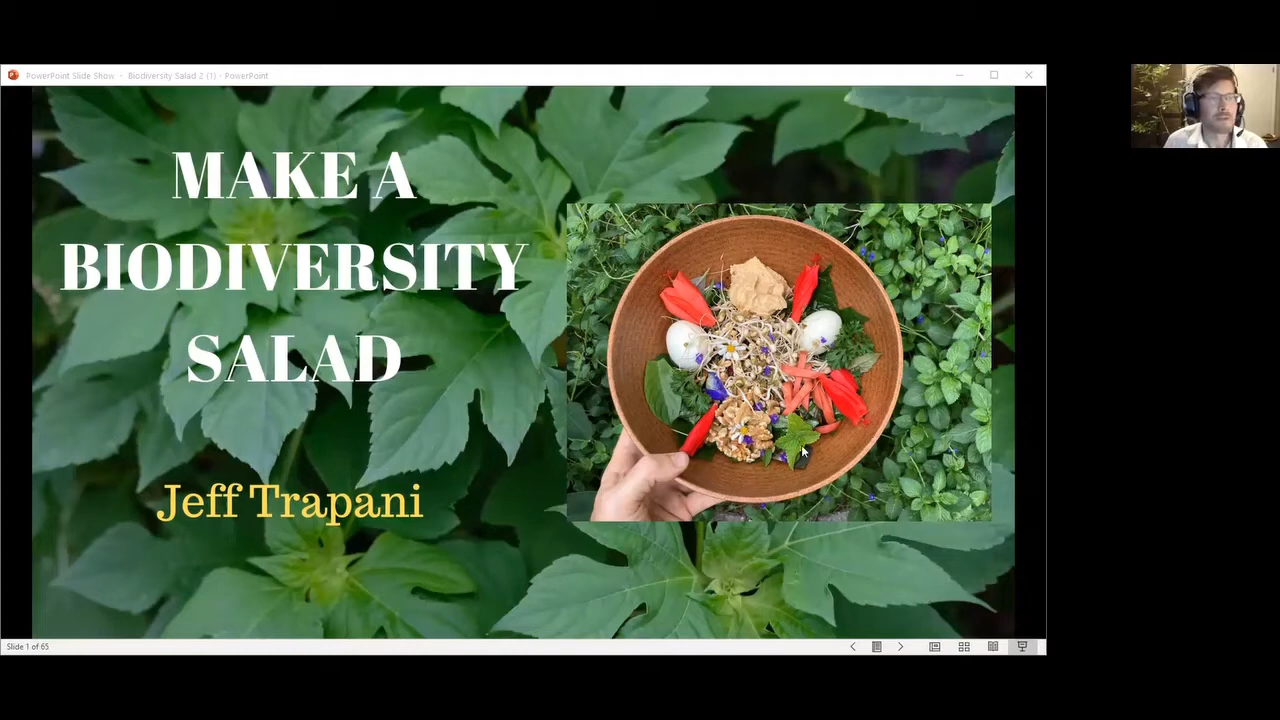 PowerPoint Slide Show - Biodiversity Salad 2 (1) - PowerPoint
MAKE A
BIODIVERSITY
SALAD
Jeff Trapani
Slide 1 of 65